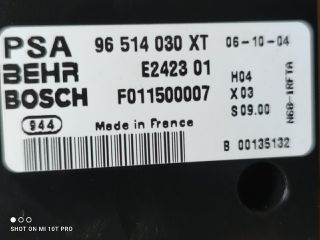 PSA 96 514 030 XT 06-10-04
BEHR E2423 01 H04
BOSCH F011500007 X03
S09.00
944 Made in France
B 00135132
SHOT ON MI 10T PRO